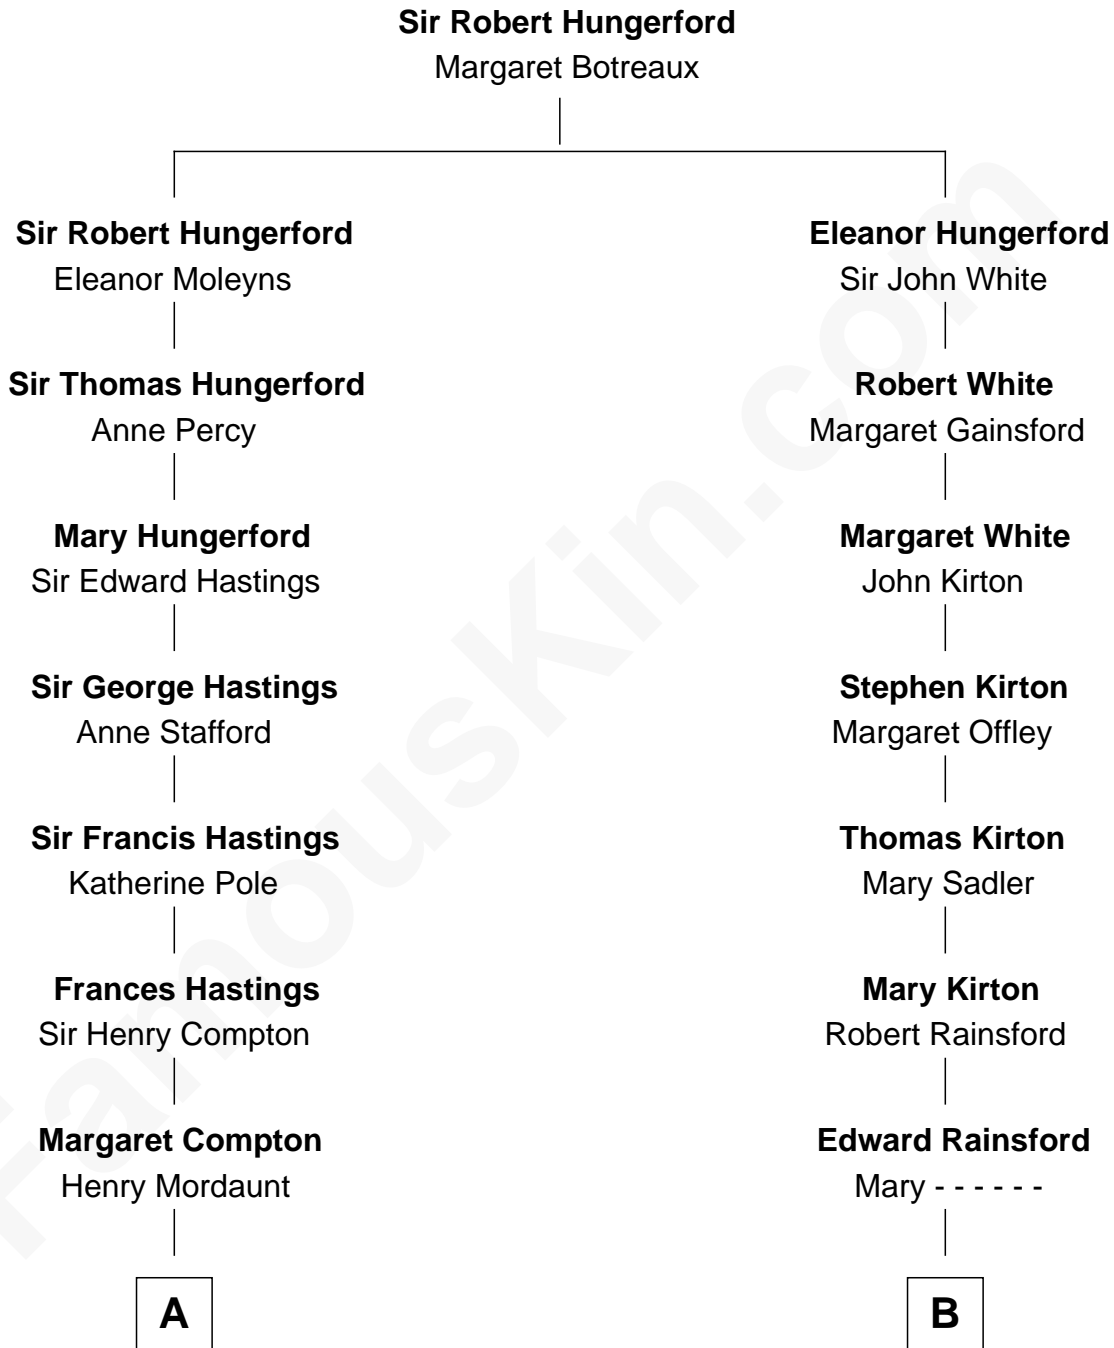 Sir Robert Hungerford
Margaret Botreaux
Sir Robert Hungerford
Eleanor Moleyns
Eleanor Hungerford
Sir John White
Sir Thomas Hungerford
Anne Percy
Robert White
Margaret Gainsford
Mary Hungerford
Sir Edward Hastings
Margaret White
John Kirton
Sir George Hastings
Anne Stafford
Stephen Kirton
Margaret Offley
Sir Francis Hastings
Katherine Pole
Thomas Kirton
Mary Sadler
Frances Hastings
Sir Henry Compton
Mary Kirton
Robert Rainsford
Margaret Compton
Henry Mordaunt
Edward Rainsford
Mary - - - - - -
A
B
FamousKin.com